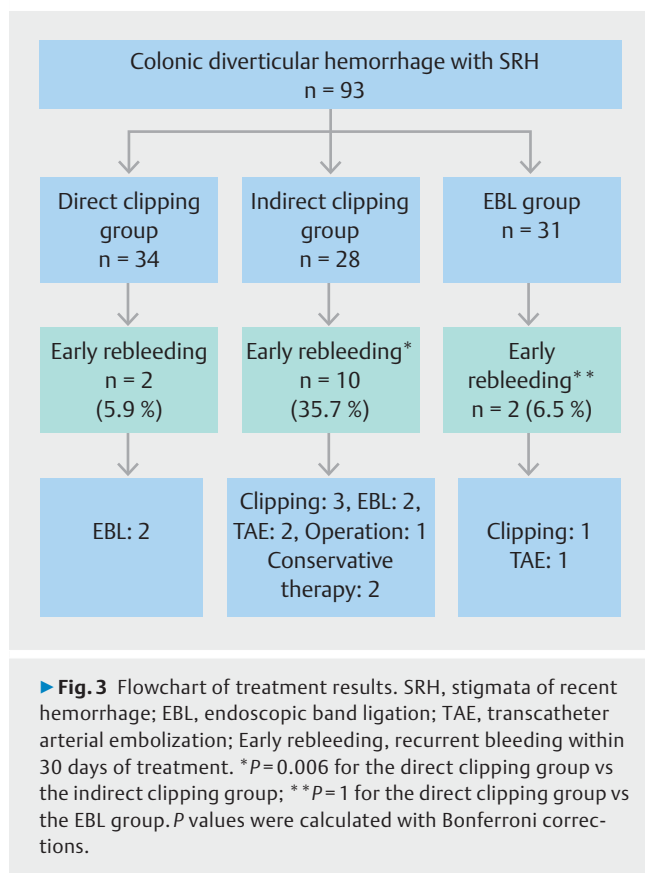 Colonic diverticular hemorrhage with SRH
n = 93
Direct clipping
group
n = 34
Indirect clipping
group
n = 28
EBL group
n = 31
Early rebleeding
n = 2
(5.9 %)
Early rebleeding*
n = 10
(35.7 %)
Early
rebleeding**
n = 2 (6.5 %)
EBL: 2
Clipping: 3, EBL: 2,
TAE: 2, Operation: 1
Conservative
therapy: 2
Clipping: 1
TAE: 1
▶ Fig. 3 Flowchart of treatment results. SRH, stigmata of recent
hemorrhage; EBL, endoscopic band ligation; TAE, transcatheter
arterial embolization; Early rebleeding, recurrent bleeding within
30 days of treatment. *P = 0.006 for the direct clipping group vs
the indirect clipping group; **P = 1 for the direct clipping group vs
the EBL group. P values were calculated with Bonferroni correc-
tions.